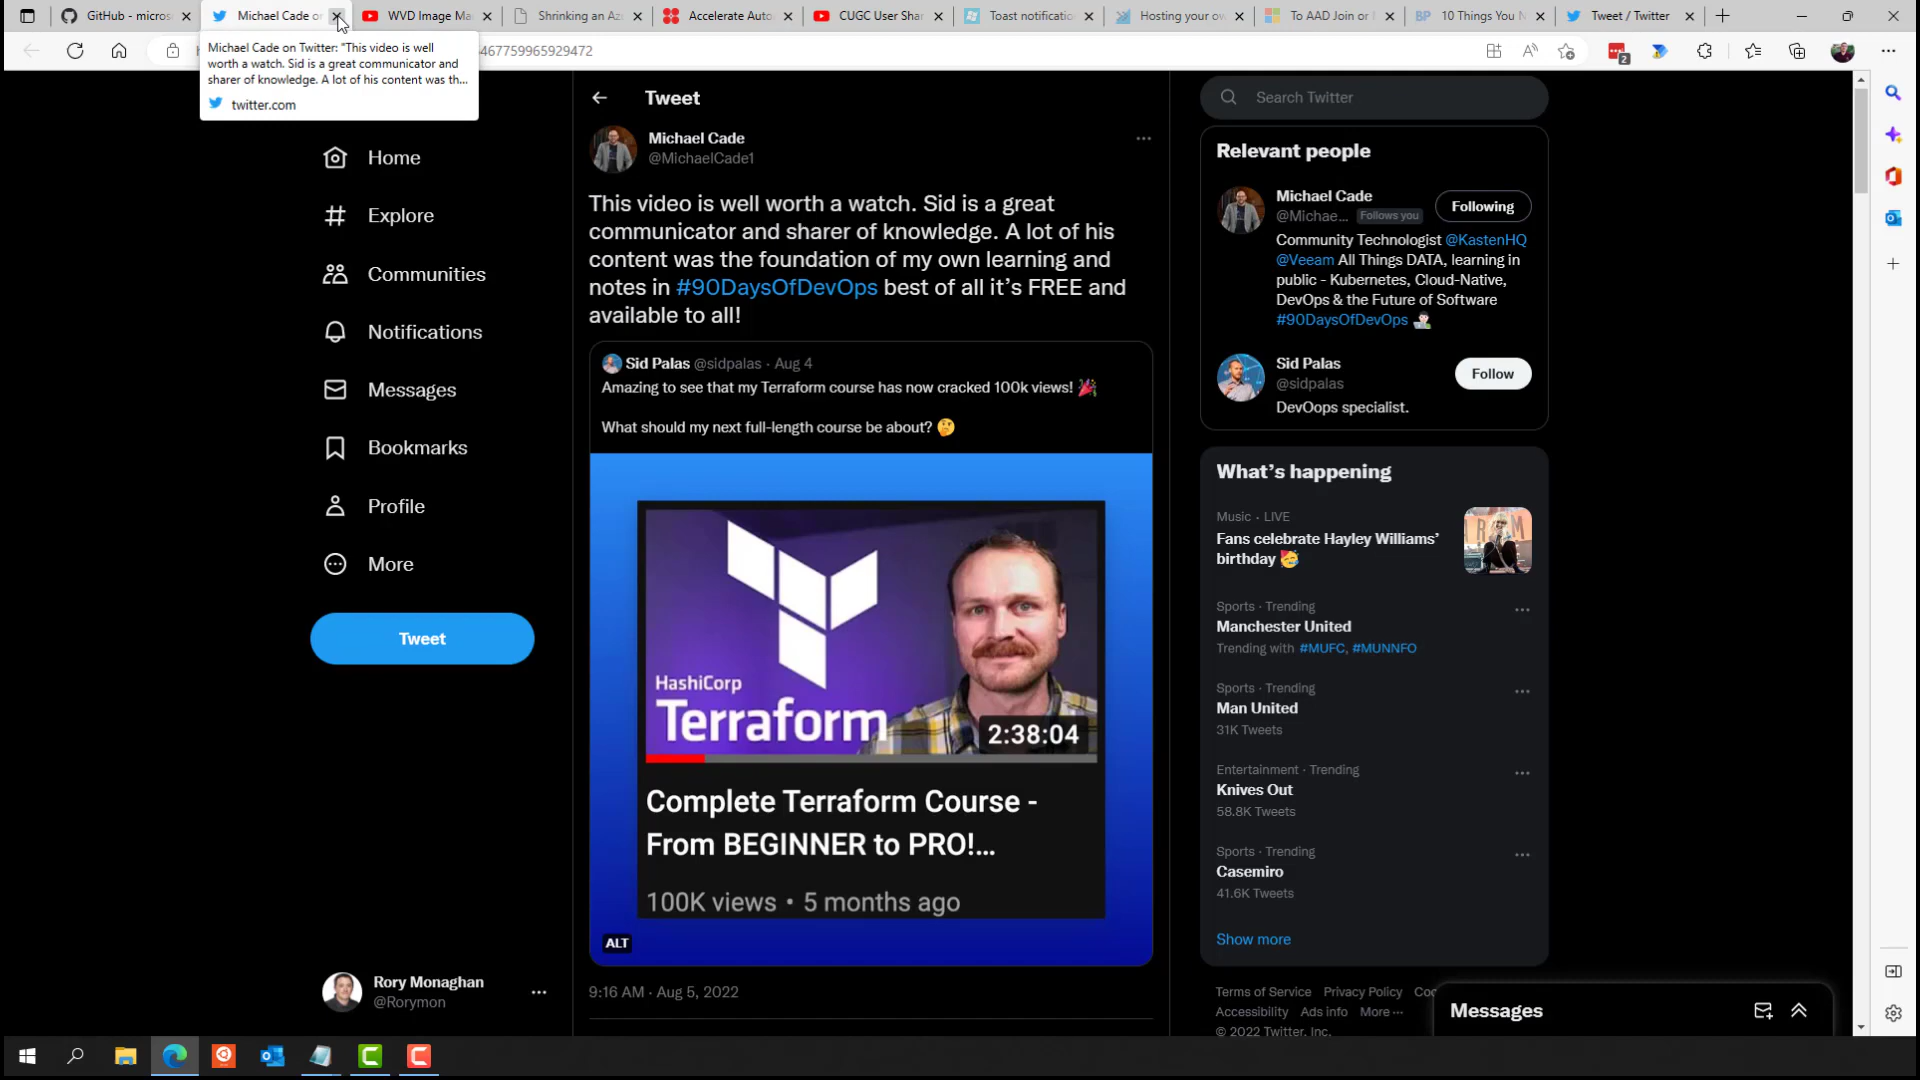 GitHub - micros
Michael Cade o
WVD Image Ma
Shrinking an Az
Accelerate Auto
CUGC User Sha
Toast notificatio
Hosting your ow
To AAD Join or N
10 Things You N
Tweet / Twitter
Michael Cade on Twitter: "This video is well
worth a watch. Sid is a great communicator and
sharer of knowledge. A lot of his content was th...
twitter.com
467759965929472
2
Home
Explore
Communities
Notifications
Messages
Bookmarks
Profile
More
Tweet
Rory Monaghan
@Rorymon
Tweet
Michael Cade
@MichaelCade1
This video is well worth a watch. Sid is a great
communicator and sharer of knowledge. A lot of his
content was the foundation of my own learning and
notes in #90DaysOfDevOps best of all it's FREE and
available to all!
Sid Palas @sidpalas · Aug 4
Amazing to see that my Terraform course has now cracked 100k views! 🎉
What should my next full-length course be about? 🤔
HashiCorp
Terraform
2:38:04
Complete Terraform Course -
From BEGINNER to PRO!...
100K views • 5 months ago
ALT
9:16 AM · Aug 5, 2022
Search Twitter
Relevant people
Michael Cade
@Michae... Follows you
Following
Community Technologist @KastenHQ
@Veeam All Things DATA, learning in
public - Kubernetes, Cloud-Native,
DevOps & the Future of Software
#90DaysOfDevOps 👨🏻‍💻
Sid Palas
@sidpalas
Follow
DevOops specialist.
What's happening
Music · LIVE
Fans celebrate Hayley Williams'
birthday 🥳
Sports · Trending
Manchester United
Trending with #MUFC, #MUNNFO
Sports · Trending
Man United
31K Tweets
Entertainment · Trending
Knives Out
58.8K Tweets
Sports · Trending
Casemiro
41.6K Tweets
Show more
Terms of Service Privacy Policy Coo
Accessibility Ads info More ···
© 2022 Twitter, Inc.
Messages